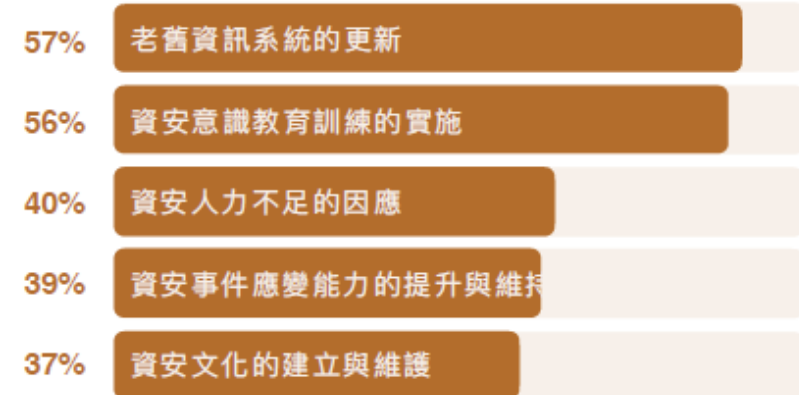 57% 老舊資訊系統的更新
56% 資安意識教育訓練的實施
40% 資安人力不足的因應
39% 資安事件應變能力的提升與維持
37% 資安文化的建立與維護